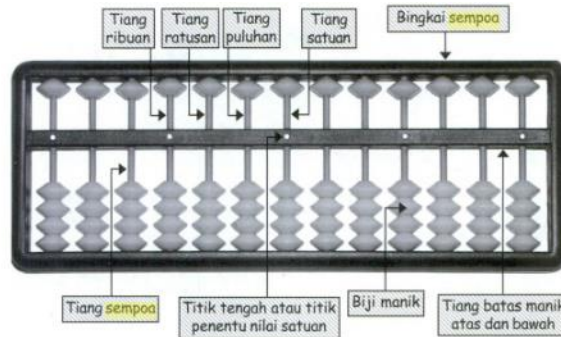 Tiang
ribuan
Tiang
ratusan
Tiang
puluhan
Tiang
satuan
Bingkai sempoa
Tiang sempoa
Titik tengah atau titik
penentu nilai satuan
Biji manik
Tiang batas manik
atas dan bawah